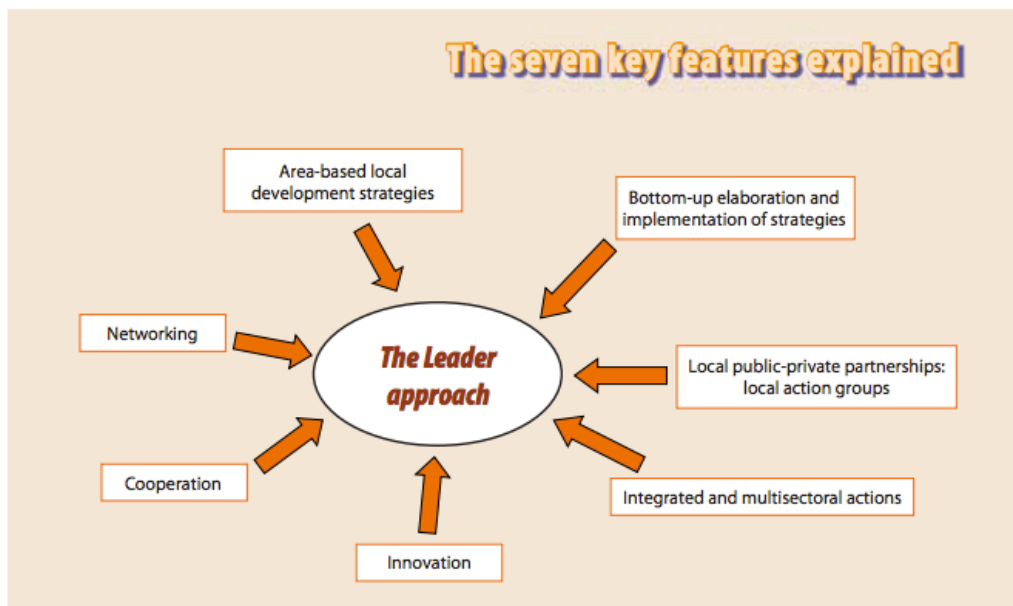 The seven key features explained
Area-based local
development strategies
Bottom-up elaboration and
implementation of strategies
Networking
The Leader
approach
Local public-private partnerships:
local action groups
Cooperation
Integrated and multisectoral actions
Innovation